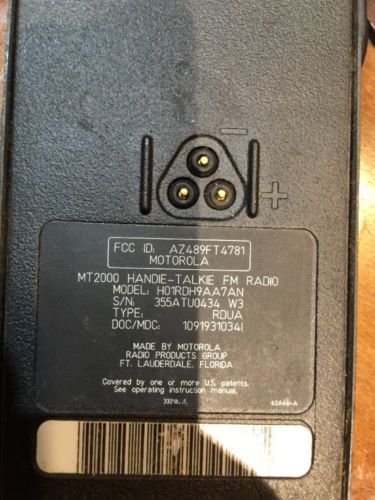 − +
FCC ID: AZ489FT4781
MOTOROLA
MT2000 HANDIE-TALKIE FM RADIO
MODEL: H01RDH9AA7AN
S/N: 355ATU0434 W3
TYPE: RDUA
DOC/MDC: 1091931034I
MADE BY MOTOROLA
RADIO PRODUCTS GROUP
FT. LAUDERDALE, FLORIDA
Covered by one or more U.S. patents.
See operating instruction manual.